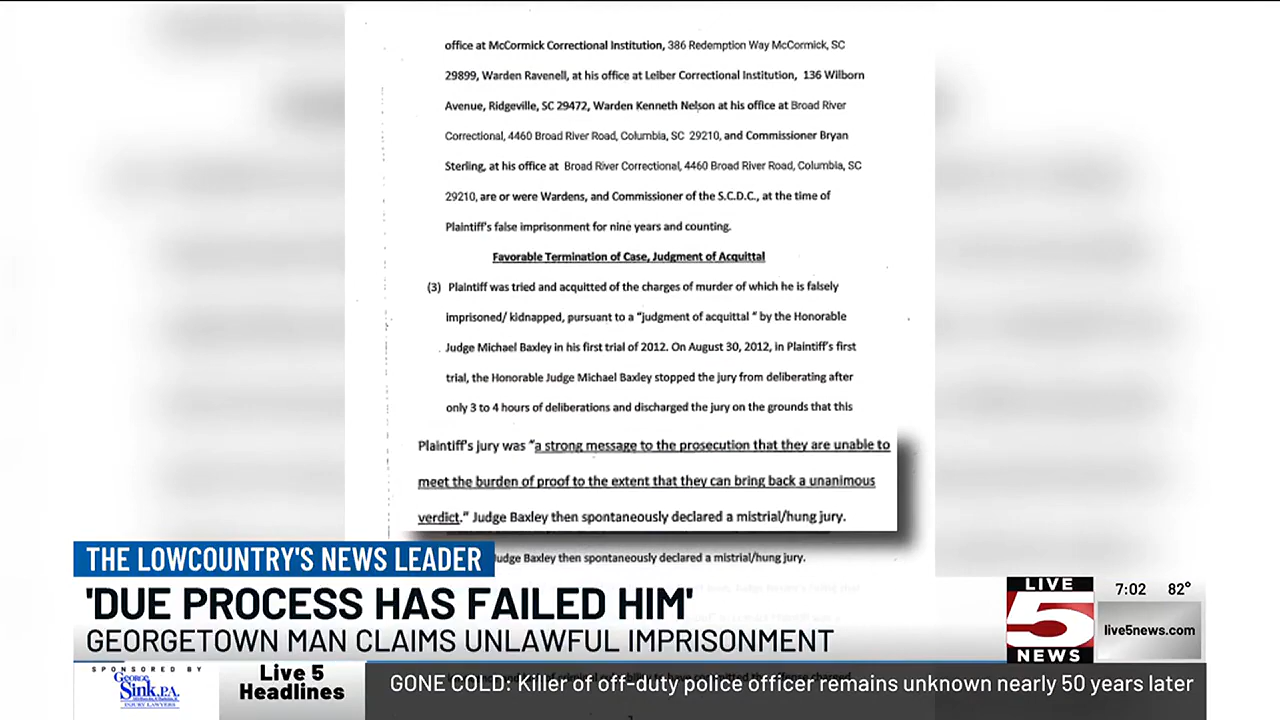 office at McCormick Correctional Institution, 386 Redemption Way McCormick, SC
29899, Warden Ravenell, at his office at Leiber Correctional Institution, 136 Wilborn
Avenue, Ridgeville, SC 29472, Warden Kenneth Nelson at his office at Broad River
Correctional, 4460 Broad River Road, Columbia, SC 29210, and Commissioner Bryan
Sterling, at his office at Broad River Correctional, 4460 Broad River Road, Columbia, SC
29210, are or were Wardens, and Commissioner of the S.C.D.C., at the time of
Plaintiff's false imprisonment for nine years and counting.
Favorable Termination of Case, Judgment of Acquittal
(3) Plaintiff was tried and acquitted of the charges of murder of which he is falsely
imprisoned/ kidnapped, pursuant to a "judgment of acquittal " by the Honorable
Judge Michael Baxley in his first trial of 2012. On August 30, 2012, in Plaintiff's first
trial, the Honorable Judge Michael Baxley stopped the jury from deliberating after
only 3 to 4 hours of deliberations and discharged the jury on the grounds that this
Plaintiff's jury was "a strong message to the prosecution that they are unable to
meet the burden of proof to the extent that they can bring back a unanimous
verdict." Judge Baxley then spontaneously declared a mistrial/hung jury.
udge Baxley then spontaneously declared a mistrial/hung jury.
THE LOWCOUNTRY'S NEWS LEADER
'DUE PROCESS HAS FAILED HIM'
GEORGETOWN MAN CLAIMS UNLAWFUL IMPRISONMENT
LIVE
5
NEWS
7:02 82°
live5news.com
SPONSORED BY
George
Sink, P.A.
INJURY LAWYERS
Live 5
Headlines
GONE COLD: Killer of off-duty police officer remains unknown nearly 50 years later